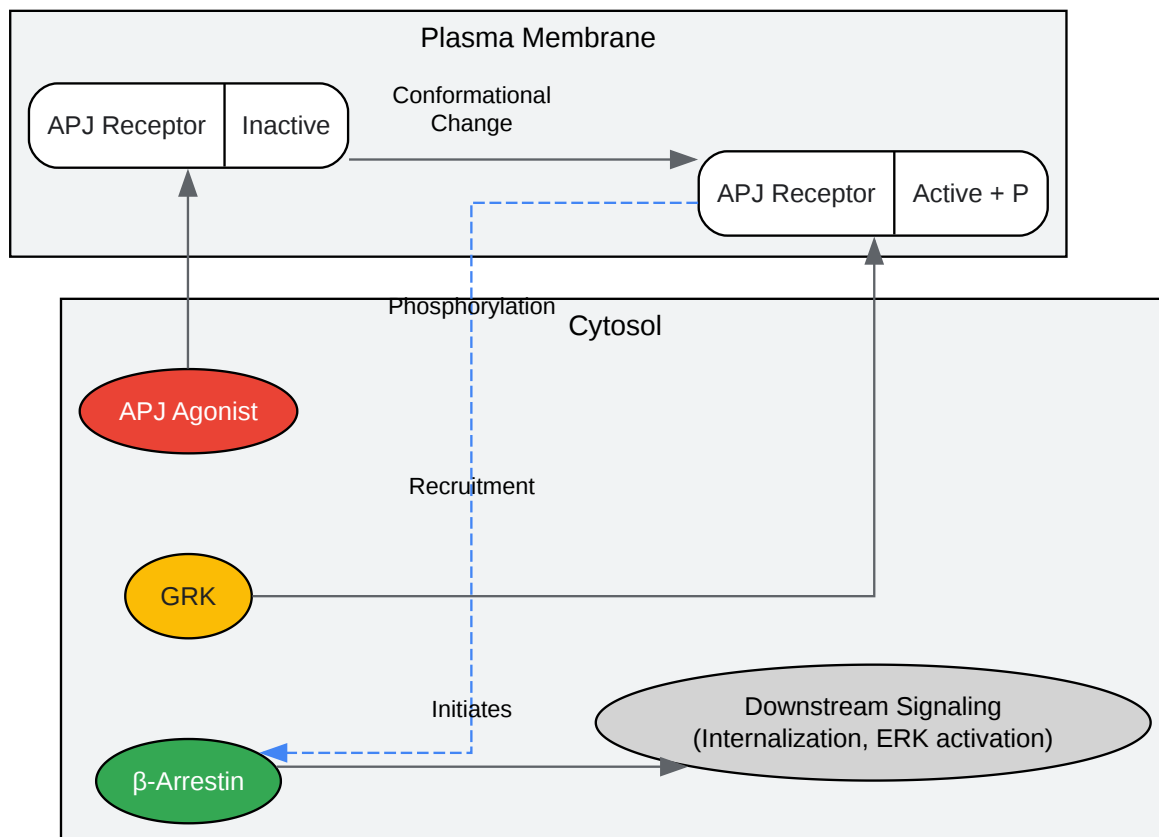 Plasma Membrane
Conformational
Change
APJ Receptor
Inactive
APJ Receptor
Active + P
Phosphorylation
Cytosol
APJ Agonist
Recruitment
GRK
Initiates
Downstream Signaling
(Internalization, ERK activation)
β-Arrestin